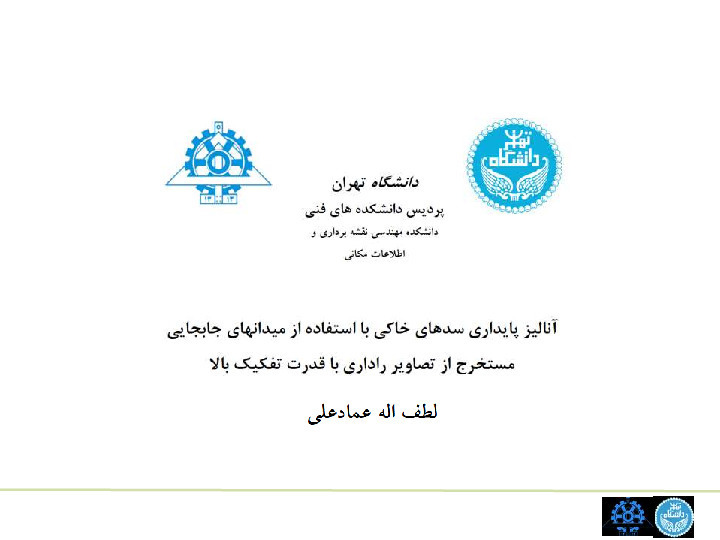 دانشگاه تهران
پردیس دانشکده های فنی
دانشکده مهندسی نقشه برداری و
اطلاعات مکانی
آنالیز پایداری سدهای خاکی با استفاده از میدانهای جابجایی
مستخرج از تصاویر راداری با قدرت تفکیک بالا
لطف اله عمادعلی